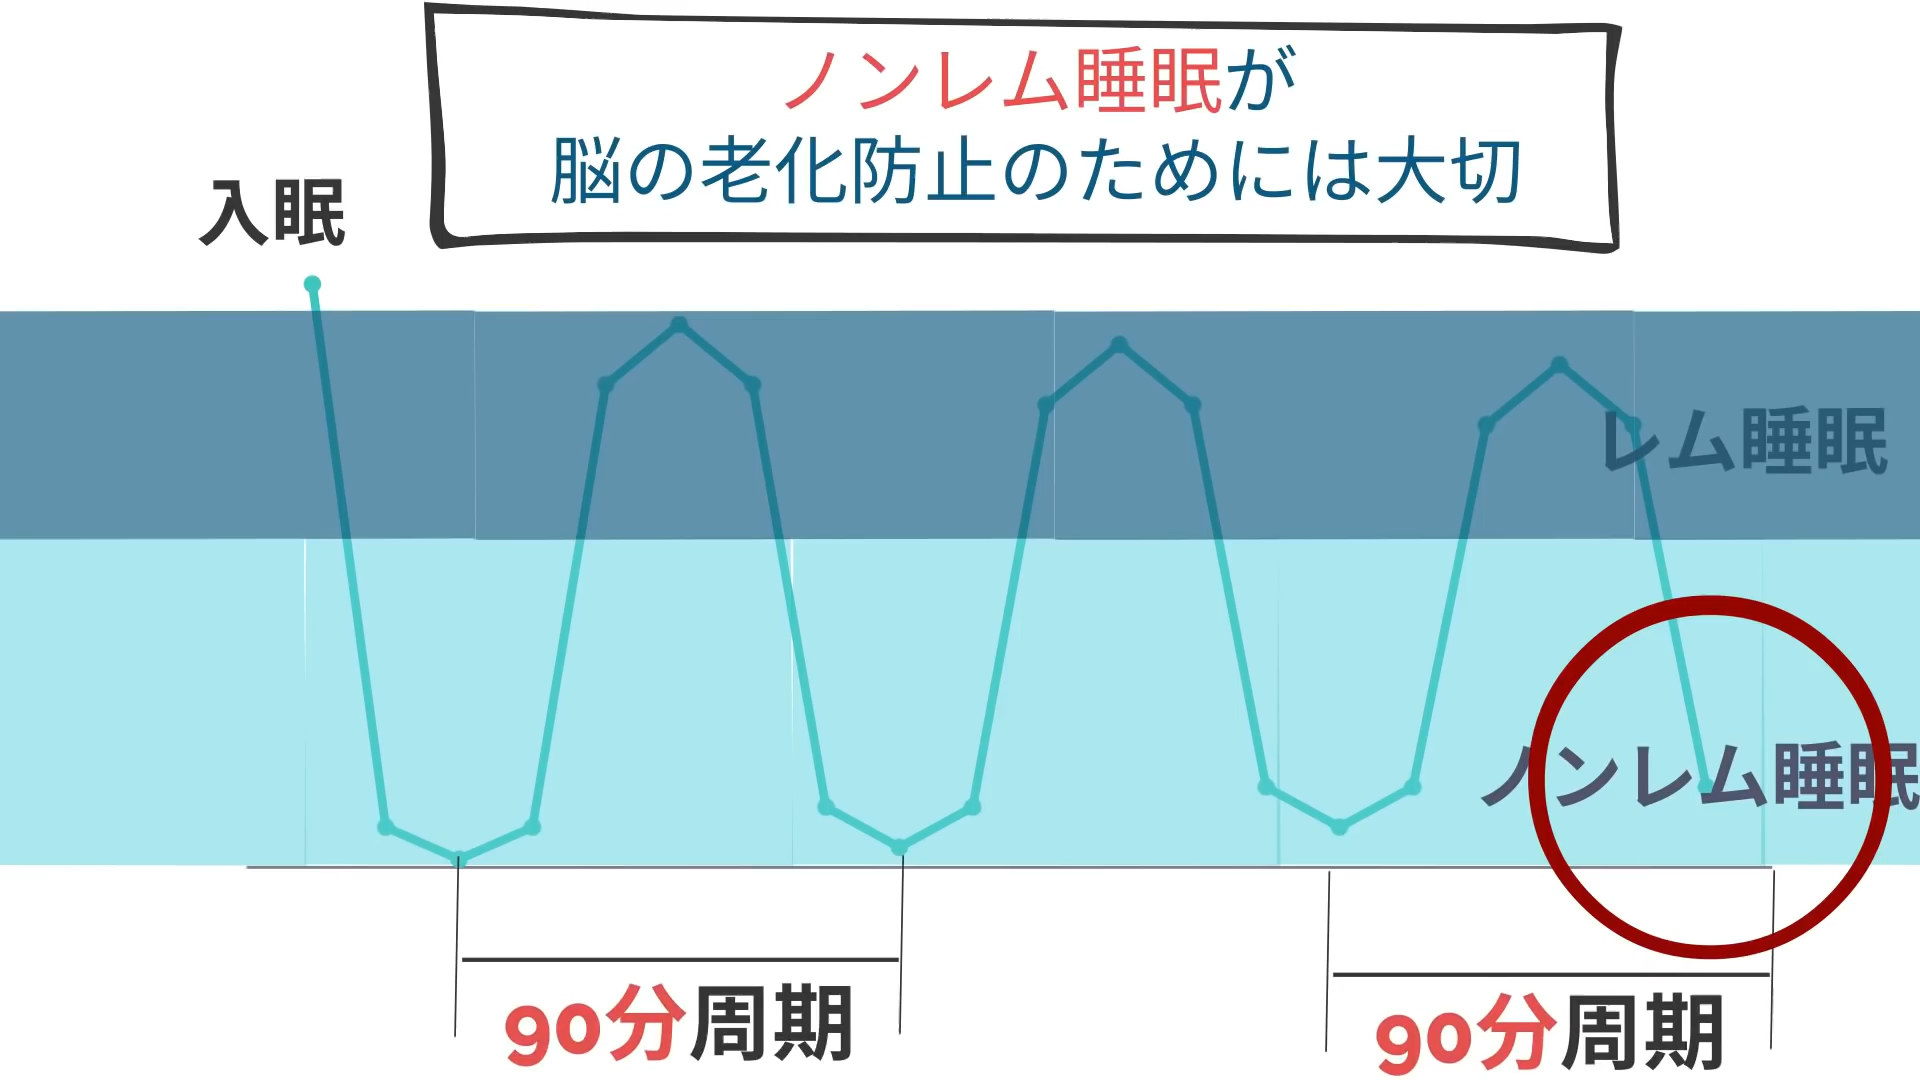 ノンレム睡眠が
脳の老化防止のためには大切
入眠
レム睡眠
ノンレム睡眠
90分周期
90分周期